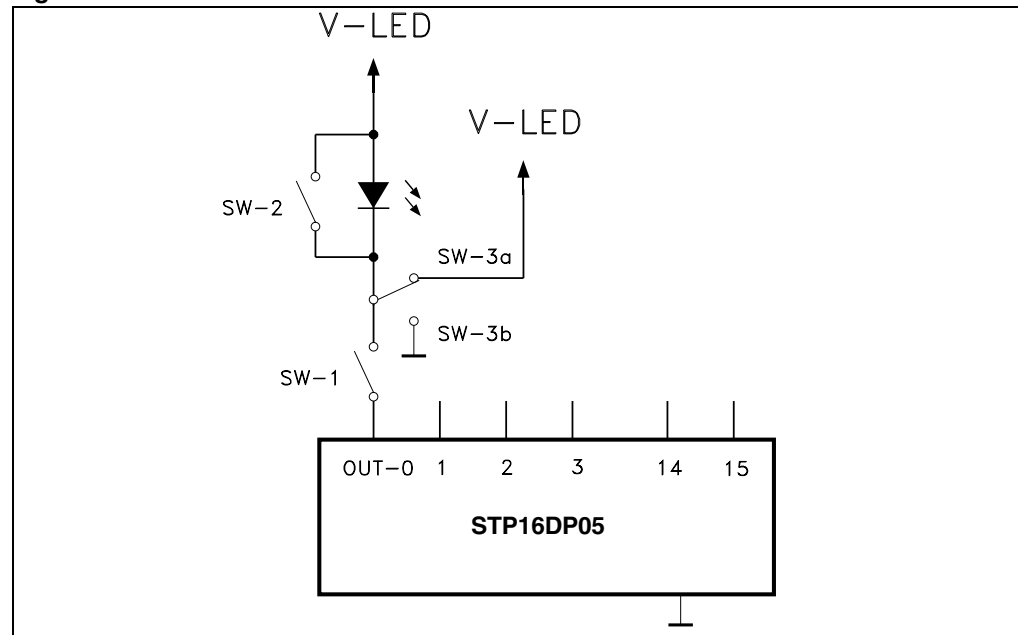 V-LED
V-LED
SW-2
SW-3a
SW-3b
SW-1
OUT-0 1 2 3 14 15
STP16DP05